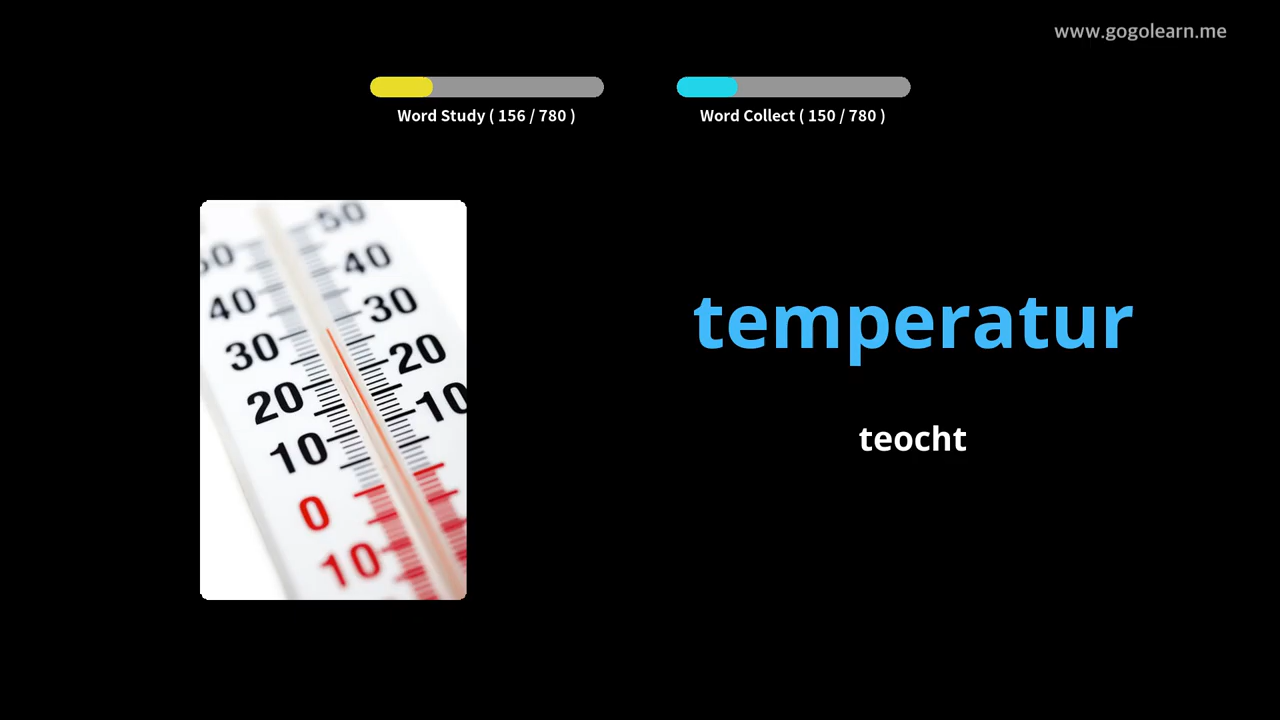 www.gogolearn.me
Word Study ( 156 / 780 )
Word Collect ( 150 / 780 )
50
50
40
40
30
30
20
20
10
10
0
10
temperatur
teocht